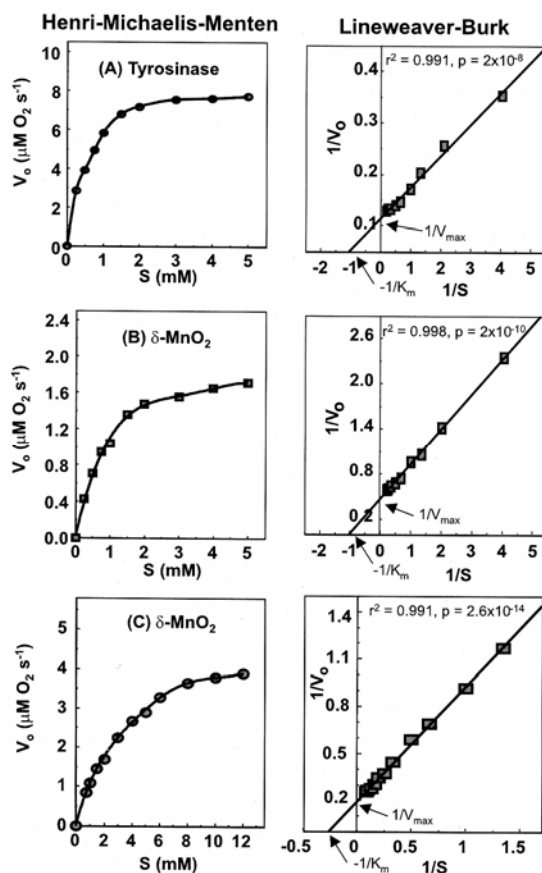 Henri-Michaelis-Menten
Lineweaver-Burk
(A) Tyrosinase
10
8
6
4
2
0
Vo (μM O2 s-1)
0 1 2 3 4 5
S (mM)
r2 = 0.991, p = 2x10-8
0.4
0.3
0.2
0.1
1/Vo
1/Vmax
-2 -1 0 1 2 3 4 5
-1/Km
1/S
(B) δ-MnO2
2.4
2.0
1.6
1.2
0.8
0.4
0.0
Vo (μM O2 s-1)
0 1 2 3 4 5
S (mM)
r2 = 0.998, p = 2x10-10
2.6
2.0
1.4
0.8
0.2
1/Vo
1/Vmax
-2 -1 0 1 2 3 4 5
-1/Km
1/S
(C) δ-MnO2
5
4
3
2
1
0
Vo (μM O2 s-1)
0 2 4 6 8 10 12
S (mM)
r2 = 0.991, p = 2.6x10-14
1.4
1.1
0.8
0.5
0.2
1/Vo
1/Vmax
-0.5 0.0 0.5 1.0 1.5
-1/Km
1/S